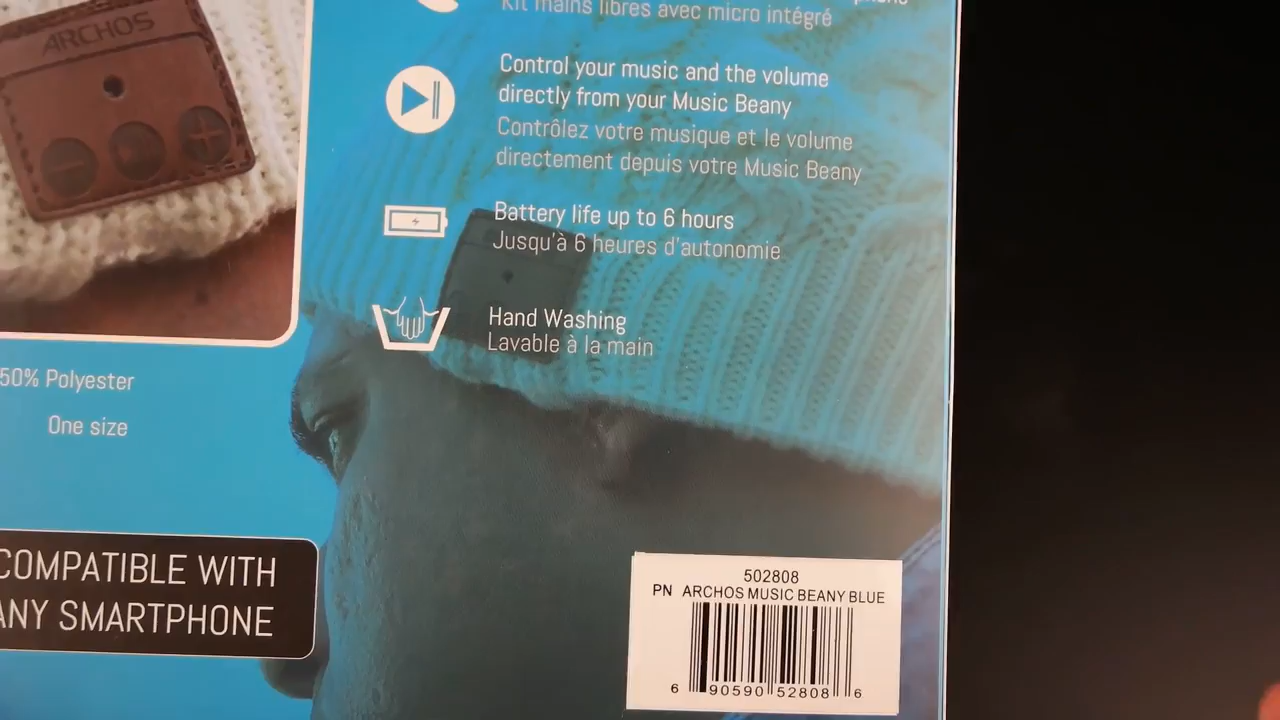 ARCHOS
Kit mains libres avec micro intégré
Control your music and the volume
directly from your Music Beany
Contrôlez votre musique et le volume
directement depuis votre Music Beany
Battery life up to 6 hours
Jusqu'à 6 heures d'autonomie
Hand Washing
Lavable à la main
50% Polyester
One size
COMPATIBLE WITH
ANY SMARTPHONE
502808
PN ARCHOS MUSIC BEANY BLUE
6 90590 52808 6